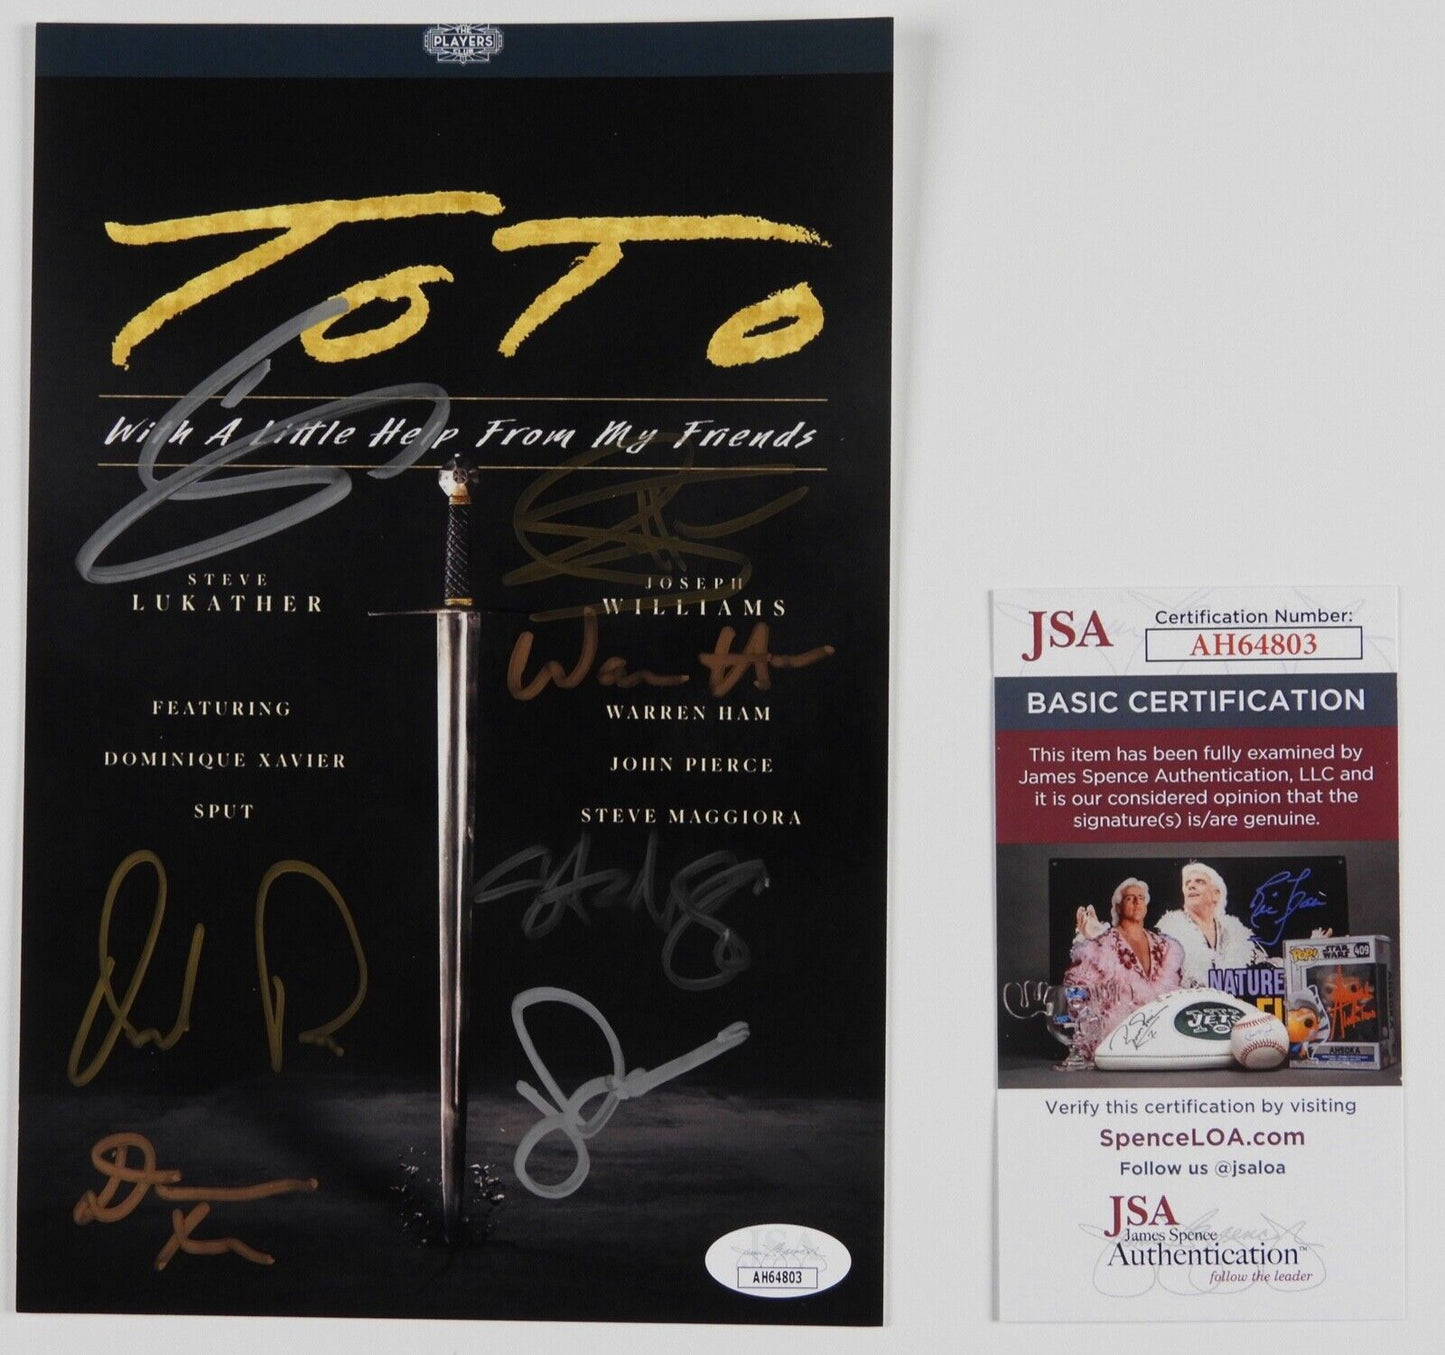 THE
PLAYERS
CLUB
TOTO
With A Little Help From My Friends
STEVE
LUKATHER
JOSEPH
WILLIAMS
FEATURING
WARREN HAM
DOMINIQUE XAVIER
JOHN PIERCE
SPUT
STEVE MAGGIORA
JSA
AH64803
JSA
Certification Number:
AH64803
BASIC CERTIFICATION
This item has been fully examined by
James Spence Authentication, LLC and
it is our considered opinion that the
signature(s) is/are genuine.
NATURE
JETS
POP!
STAR WARS
409
AHSOKA
Verify this certification by visiting
SpenceLOA.com
Follow us @jsaloa
JSA
James Spence
Authentication™
follow the leader